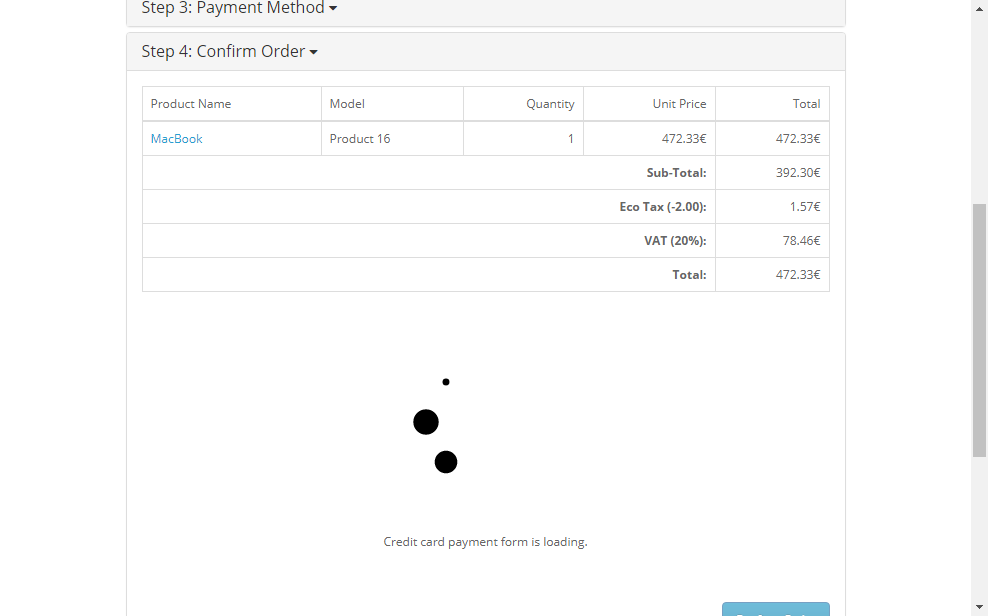 Step 3: Payment Method
Step 4: Confirm Order
Product Name Model Quantity Unit Price Total
MacBook Product 16 1 472.33€ 472.33€
Sub-Total: 392.30€
Eco Tax (-2.00): 1.57€
VAT (20%): 78.46€
Total: 472.33€
Credit card payment form is loading.